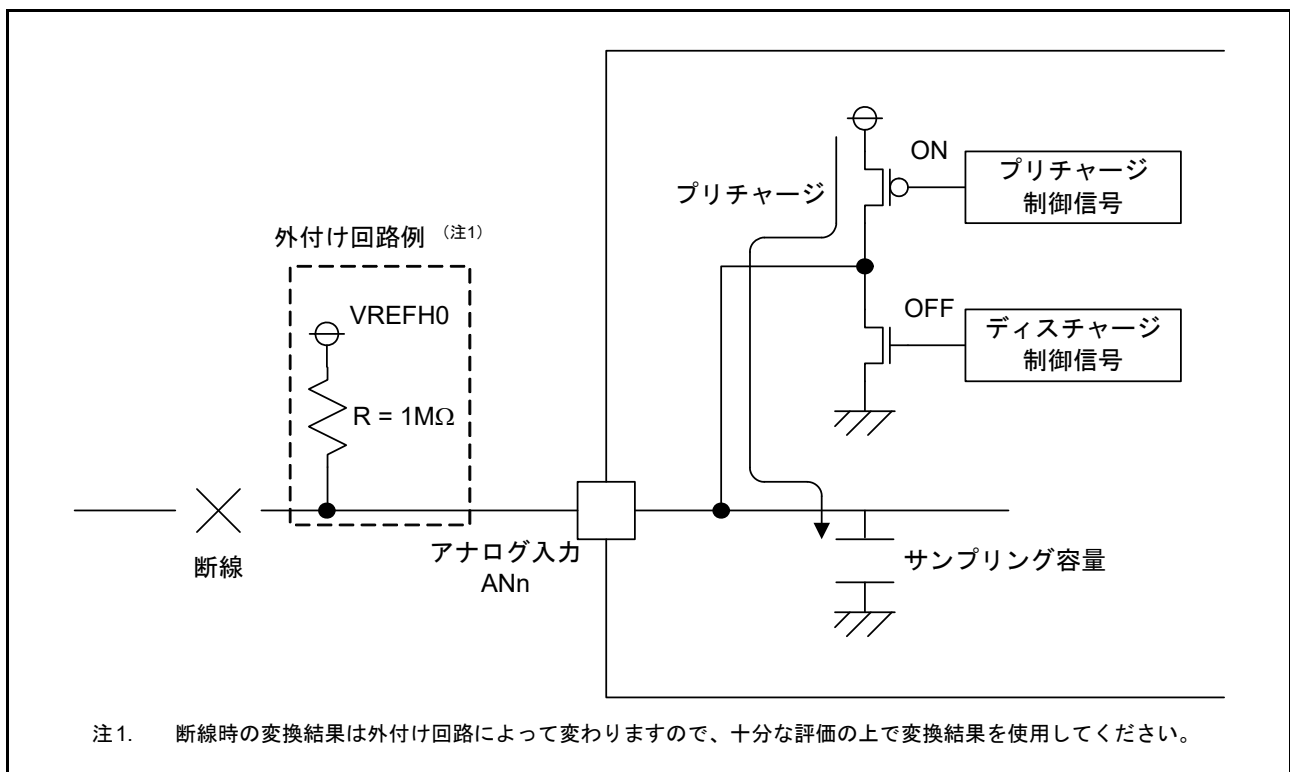 ON
プリチャージ
制御信号
プリチャージ
外付け回路例 （注1）
VREFH0
R = 1MΩ
OFF
ディスチャージ
制御信号
断線
アナログ入力
ANn
サンプリング容量
注1. 断線時の変換結果は外付け回路によって変わりますので、十分な評価の上で変換結果を使用してください。